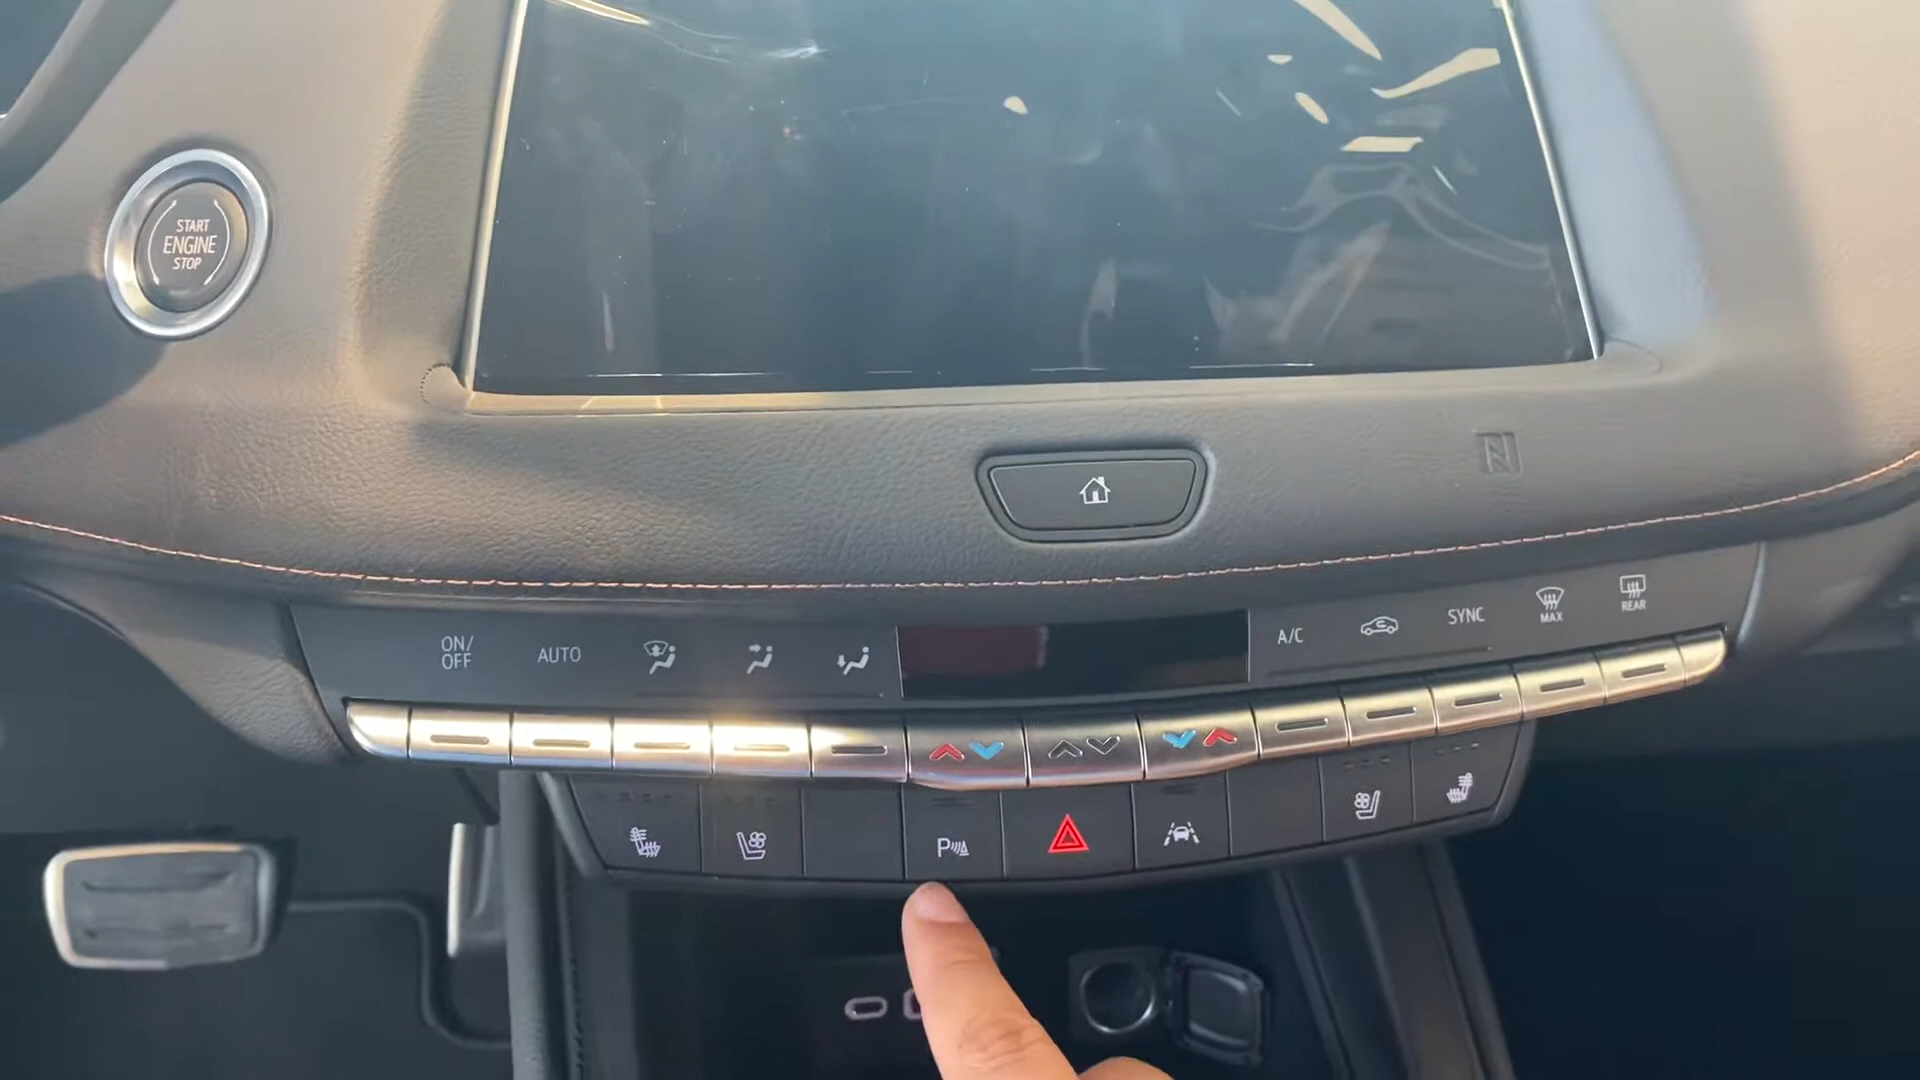 START
ENGINE
STOP
ON/
OFF
AUTO
A/C
SYNC
MAX
REAR
P